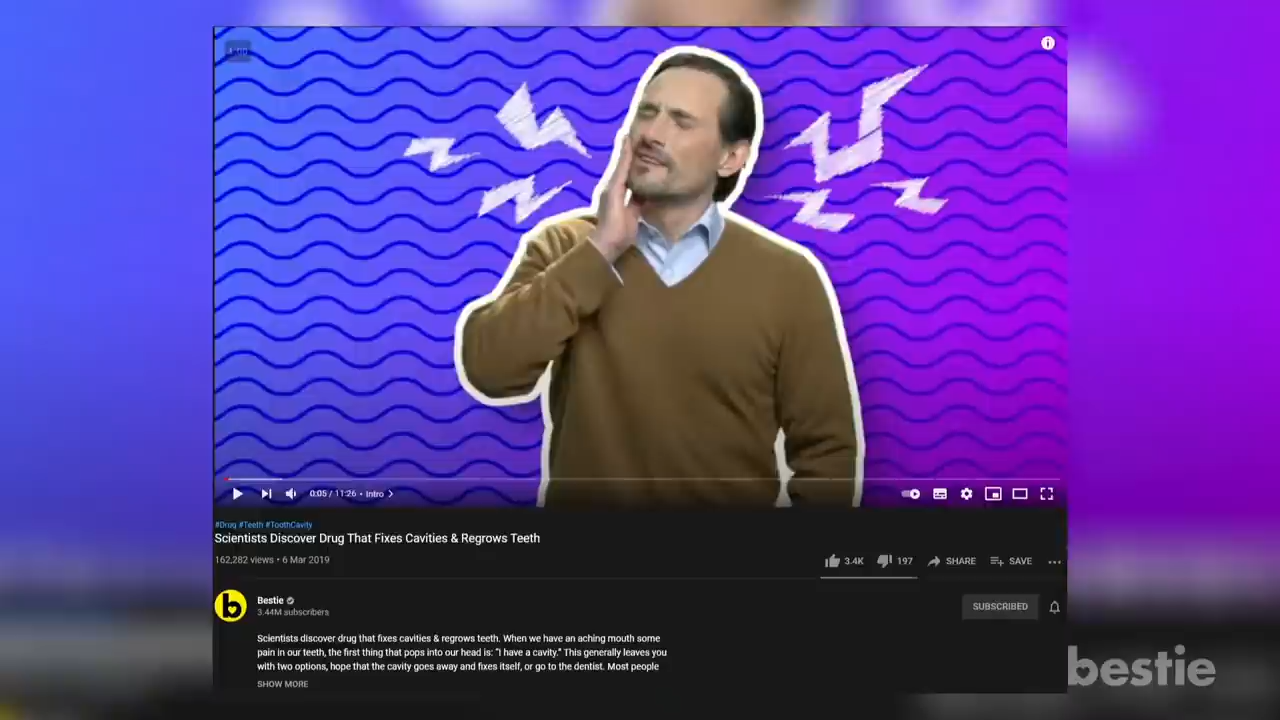 0:05 / 11:26 • Intro
#Drug #Teeth #ToothCavity
Scientists Discover Drug That Fixes Cavities & Regrows Teeth
162,282 views • 6 Mar 2019
3.4K
197
SHARE
SAVE
b
Bestie
3.44M subscribers
SUBSCRIBED
Scientists discover drug that fixes cavities & regrows teeth. When we have an aching mouth some
pain in our teeth, the first thing that pops into our head is: "I have a cavity." This generally leaves you
with two options, hope that the cavity goes away and fixes itself, or go to the dentist. Most people
SHOW MORE
bestie